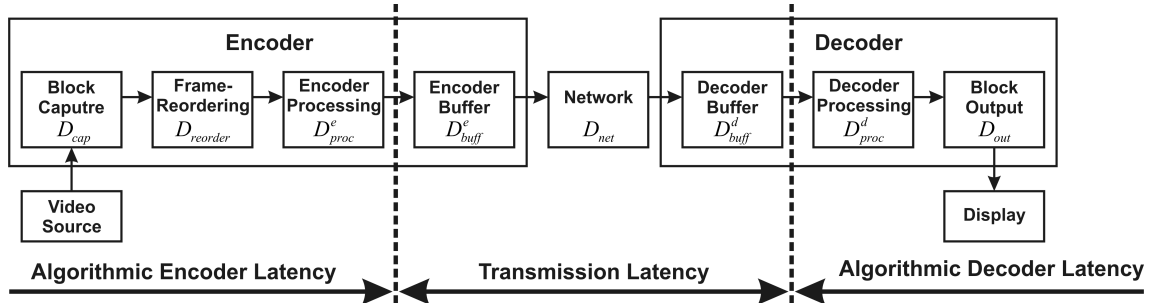 Encoder
Decoder
Block
Caputre
D_cap
Frame-
Reordering
D_reorder
Encoder
Processing
D^e_proc
Encoder
Buffer
D^e_buff
Network
D_net
Decoder
Buffer
D^d_buff
Decoder
Processing
D^d_proc
Block
Output
D_out
Video
Source
Display
Algorithmic Encoder Latency
Transmission Latency
Algorithmic Decoder Latency